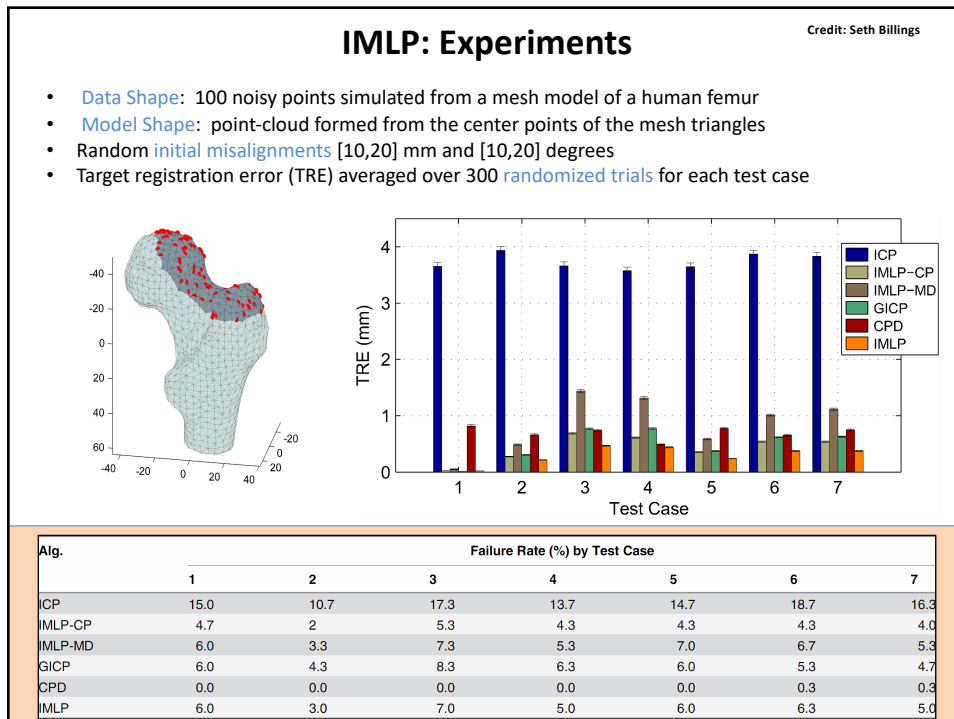 IMLP: Experiments
Credit: Seth Billings
• Data Shape: 100 noisy points simulated from a mesh model of a human femur
• Model Shape: point-cloud formed from the center points of the mesh triangles
• Random initial misalignments [10,20] mm and [10,20] degrees
• Target registration error (TRE) averaged over 300 randomized trials for each test case
-40
-20
0
20
40
60
-40 -20 0 20 40
-20
0
20
TRE (mm)
4
3
2
1
0
1 2 3 4 5 6 7
Test Case
ICP
IMLP-CP
IMLP-MD
GICP
CPD
IMLP
Alg. Failure Rate (%) by Test Case
1 2 3 4 5 6 7
ICP 15.0 10.7 17.3 13.7 14.7 18.7 16.3
IMLP-CP 4.7 2 5.3 4.3 4.3 4.3 4.0
IMLP-MD 6.0 3.3 7.3 5.3 7.0 6.7 5.3
GICP 6.0 4.3 8.3 6.3 6.0 5.3 4.7
CPD 0.0 0.0 0.0 0.0 0.0 0.3 0.3
IMLP 6.0 3.0 7.0 5.0 6.0 6.3 5.0